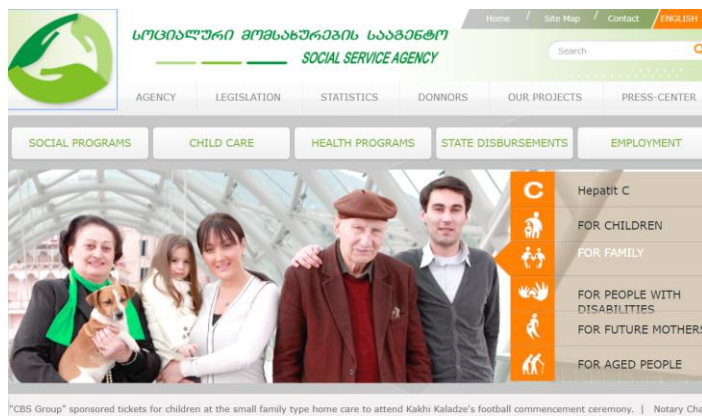 Home / Site Map / Contact / ENGLISH
სოციალური მომსახურების სააგენტო
SOCIAL SERVICE AGENCY
Search
AGENCY LEGISLATION STATISTICS DONNORS OUR PROJECTS PRESS-CENTER
SOCIAL PROGRAMS CHILD CARE HEALTH PROGRAMS STATE DISBURSEMENTS EMPLOYMENT
C Hepatit C
FOR CHILDREN
FOR FAMILY
FOR PEOPLE WITH
DISABILITIES
FOR FUTURE MOTHERS
FOR AGED PEOPLE
"CBS Group" sponsored tickets for children at the small family type home care to attend Kakhi Kaladze's football commencement ceremony. | Notary Cha